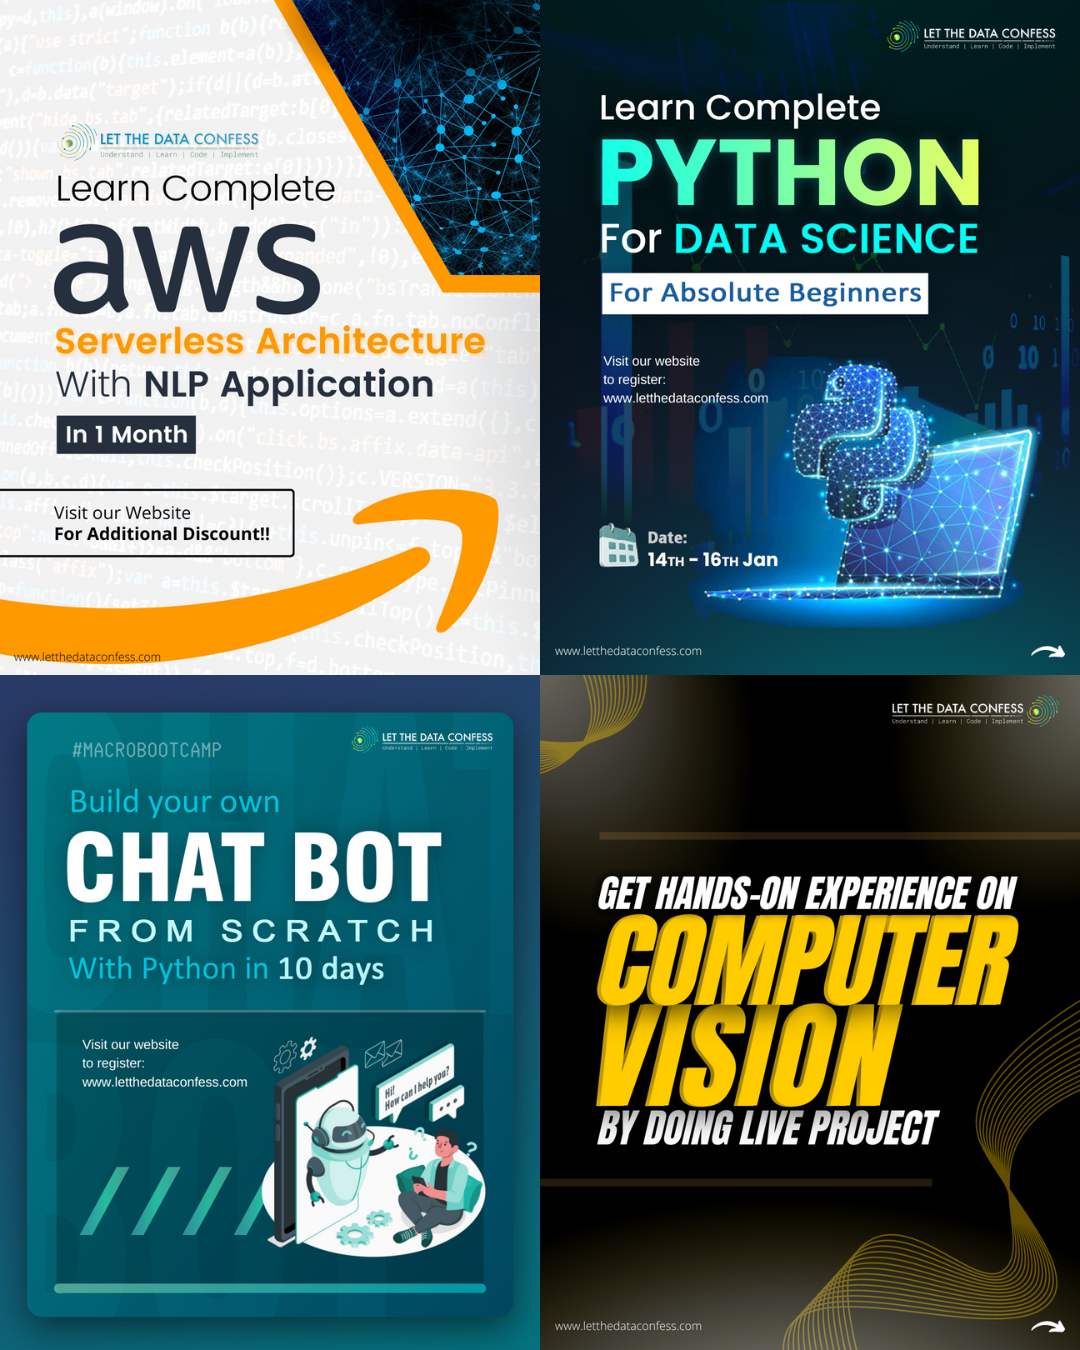 LET THE DATA CONFESS
Understand | Learn | Code | Implement
Learn Complete
aws
Serverless Architecture
With NLP Application
In 1 Month
Visit our Website
For Additional Discount!!
www.letthedataconfess.com
LET THE DATA CONFESS
Understand | Learn | Code | Implement
Learn Complete
PYTHON
For DATA SCIENCE
For Absolute Beginners
Visit our website
to register:
www.letthedataconfess.com
Date:
14TH - 16TH Jan
www.letthedataconfess.com
#MACROBOOTCAMP
LET THE DATA CONFESS
Understand | Learn | Code | Implement
Build your own
CHAT BOT
FROM SCRATCH
With Python in 10 days
Visit our website
to register:
www.letthedataconfess.com
Hi!
How can I help you?
LET THE DATA CONFESS
Understand | Learn | Code | Implement
GET HANDS-ON EXPERIENCE ON
COMPUTER
VISION
BY DOING LIVE PROJECT
www.letthedataconfess.com